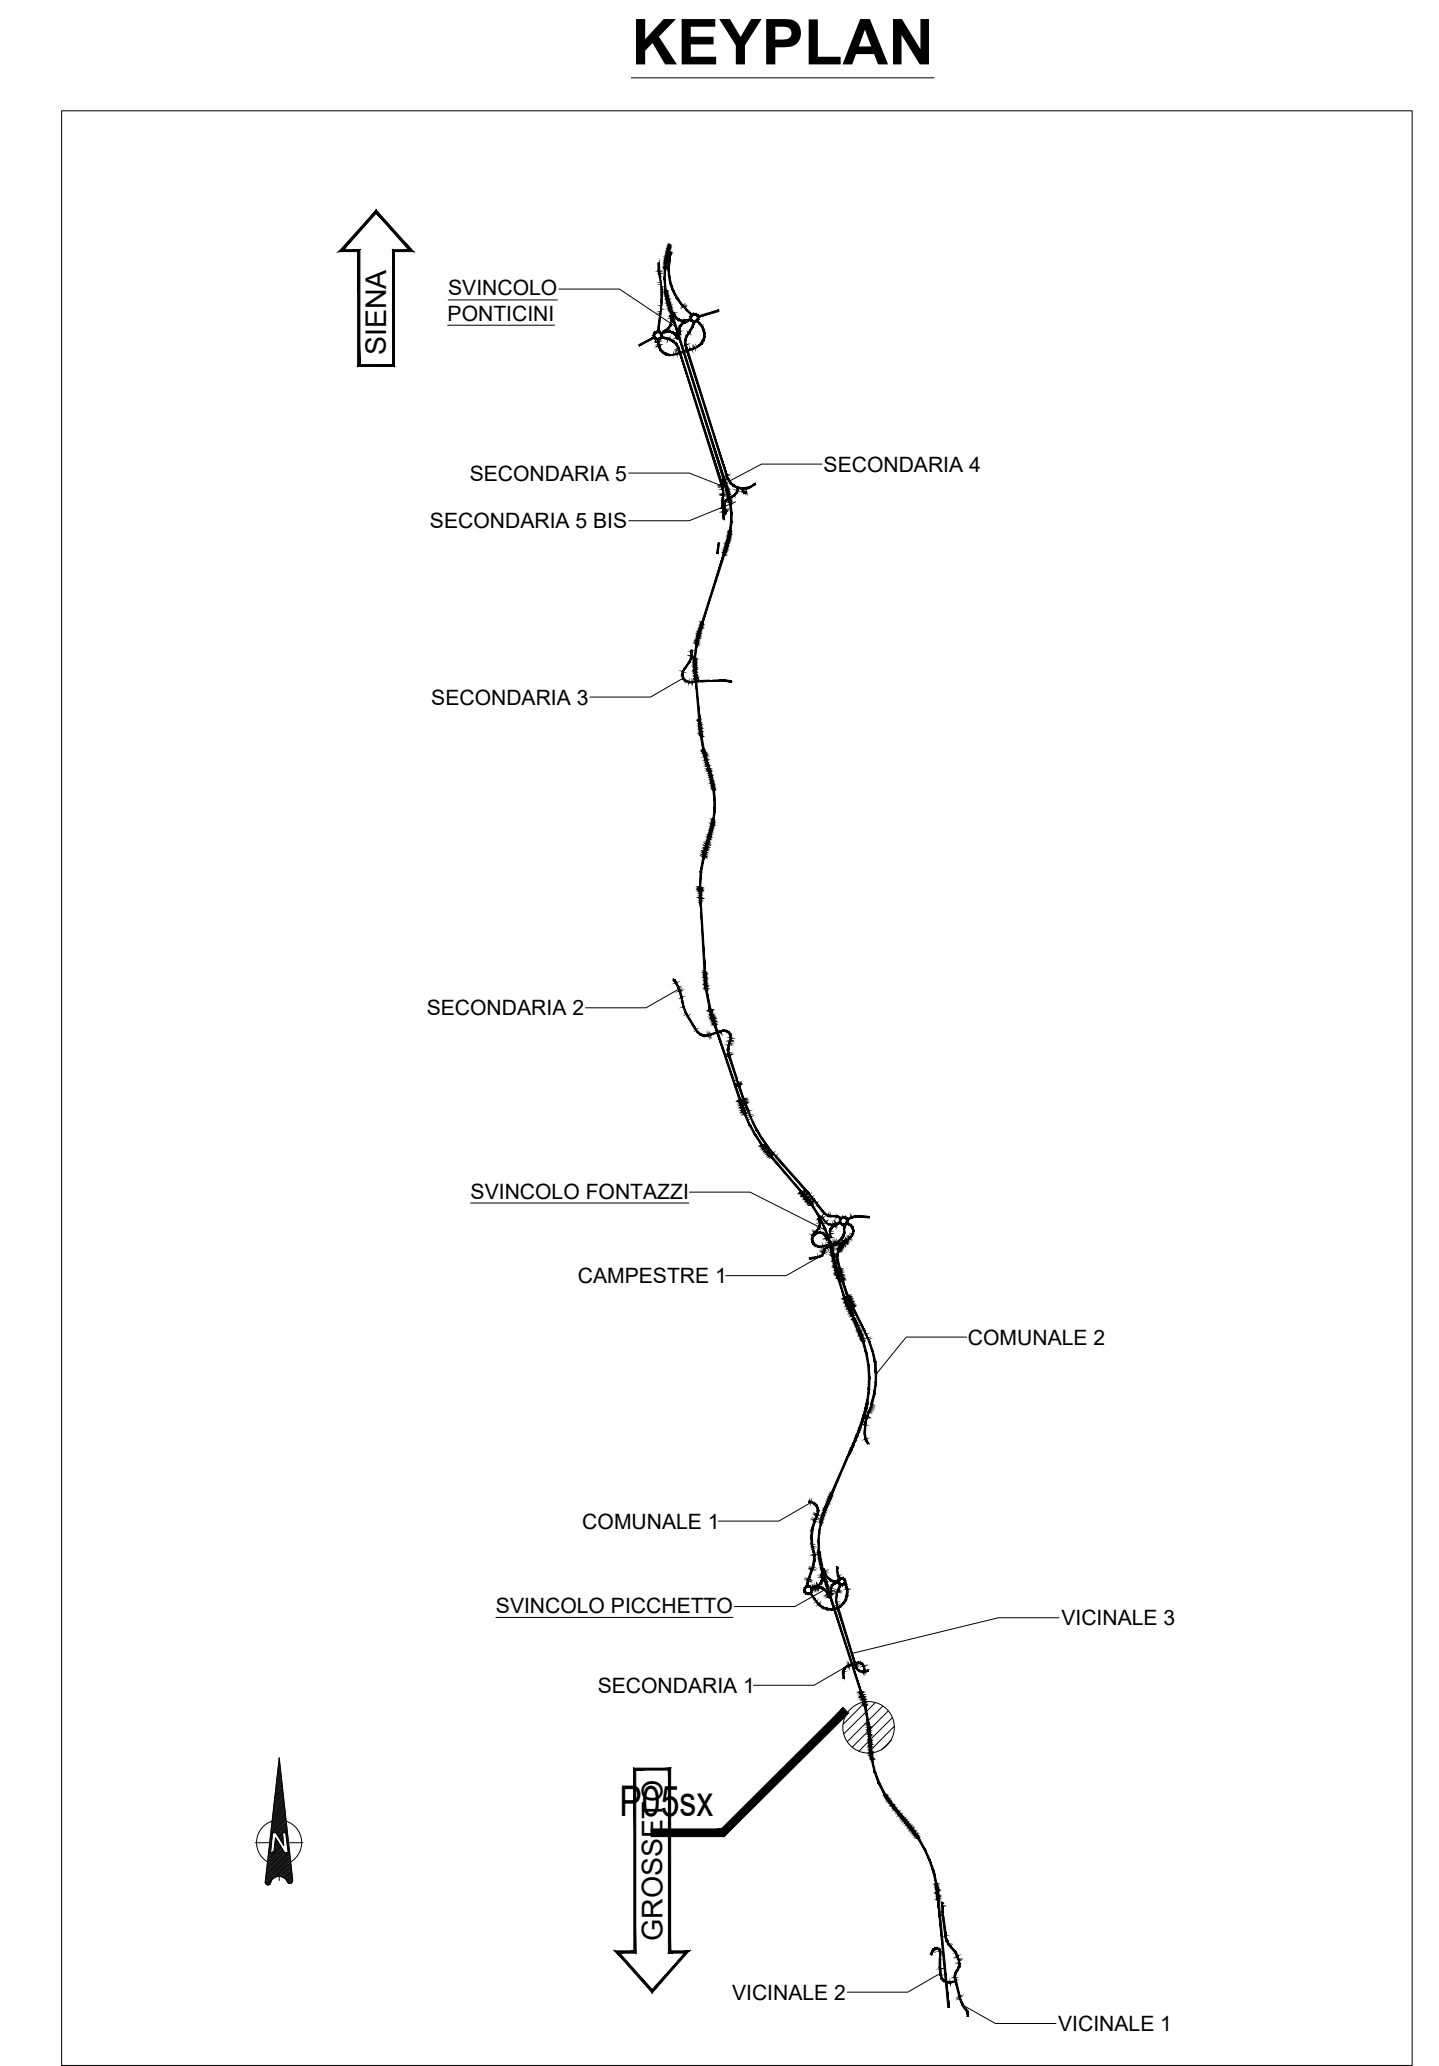 KEYPLAN
SIENA
SVINCOLO
PONTICINI
SECONDARIA 4
SECONDARIA 5
SECONDARIA 5 BIS
SECONDARIA 3
SECONDARIA 2
SVINCOLO FONTAZZI
CAMPESTRE 1
COMUNALE 2
COMUNALE 1
SVINCOLO PICCHETTO
VICINALE 3
SECONDARIA 1
P05sx
GROSSETO
N
VICINALE 2
VICINALE 1